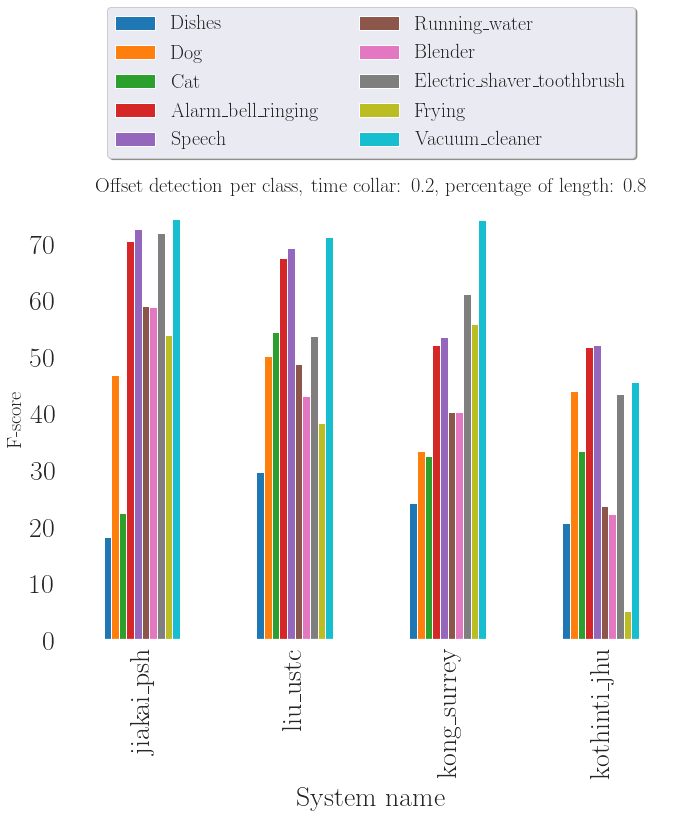 Dishes
Dog
Cat
Alarm_bell_ringing
Speech
Running_water
Blender
Electric_shaver_toothbrush
Frying
Vacuum_cleaner
Offset detection per class, time collar: 0.2, percentage of length: 0.8
70
60
50
40
30
20
10
0
F-score
jiakai_psh
liu_ustc
kong_surrey
kothinti_jhu
System name